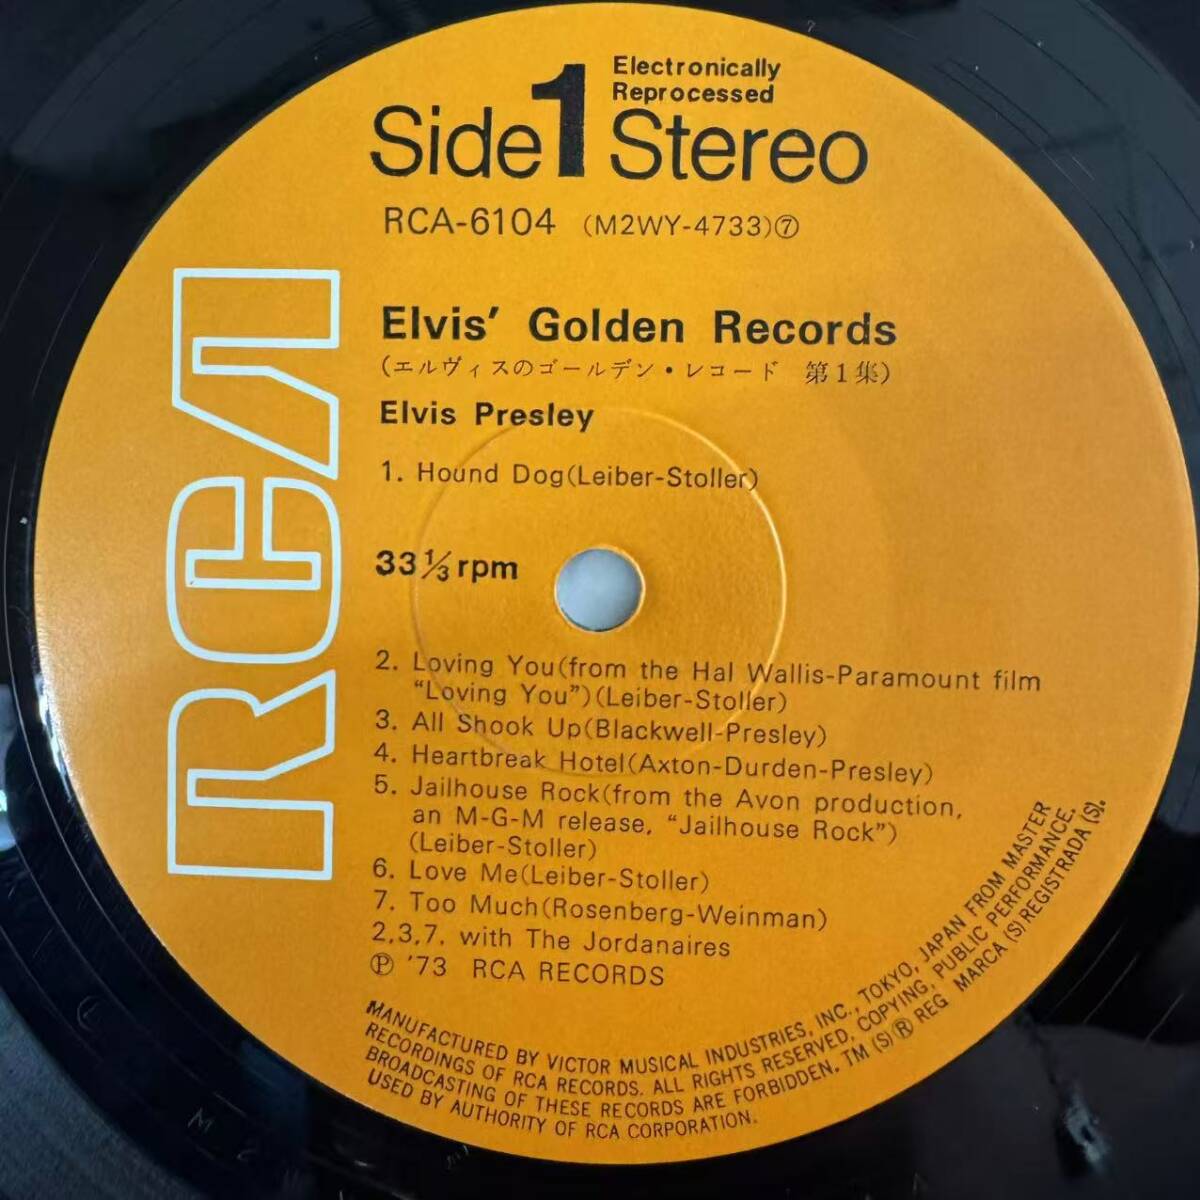 Electronically
Reprocessed
Side 1 Stereo
RCA-6104 (M2WY-4733)⑦
RCA
Elvis' Golden Records
(エルヴィスのゴールデン・レコード 第1集)
Elvis Presley
1. Hound Dog(Leiber-Stoller)
33 ⅓ rpm
2. Loving You(from the Hal Wallis-Paramount film
“Loving You”)(Leiber-Stoller)
3. All Shook Up(Blackwell-Presley)
4. Heartbreak Hotel(Axton-Durden-Presley)
5. Jailhouse Rock(from the Avon production,
an M-G-M release, “Jailhouse Rock”)
(Leiber-Stoller)
6. Love Me(Leiber-Stoller)
7. Too Much(Rosenberg-Weinman)
2,3,7. with The Jordanaires
Ⓟ '73 RCA RECORDS
MANUFACTURED BY VICTOR MUSICAL INDUSTRIES, INC., TOKYO, JAPAN FROM MASTER
RECORDINGS OF RCA RECORDS. ALL RIGHTS RESERVED, COPYING, PUBLIC PERFORMANCE,
BROADCASTING OF THESE RECORDS ARE FORBIDDEN. TM (S) ® REG MARCA (S) REGISTRADA (S).
USED BY AUTHORITY OF RCA CORPORATION.